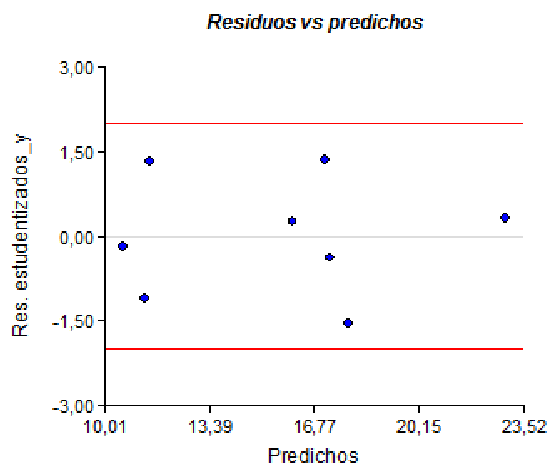 Residuos vs predichos
3,00
1,50
0,00
-1,50
-3,00
Res. estudentizados_y
10,01 13,39 16,77 20,15 23,52
Predichos